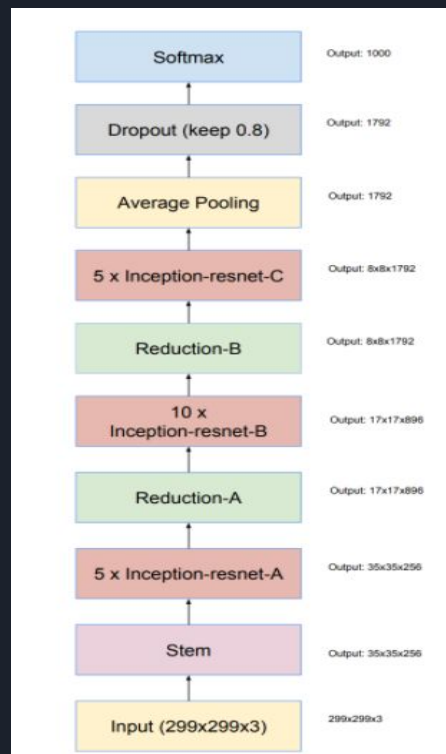 Softmax
Output: 1000
Dropout (keep 0.8)
Output: 1792
Average Pooling
Output: 1792
5 x Inception-resnet-C
Output: 8x8x1792
Reduction-B
Output: 8x8x1792
10 x
Inception-resnet-B
Output: 17x17x896
Reduction-A
Output: 17x17x896
5 x Inception-resnet-A
Output: 35x35x256
Stem
Output: 35x35x256
Input (299x299x3)
299x299x3